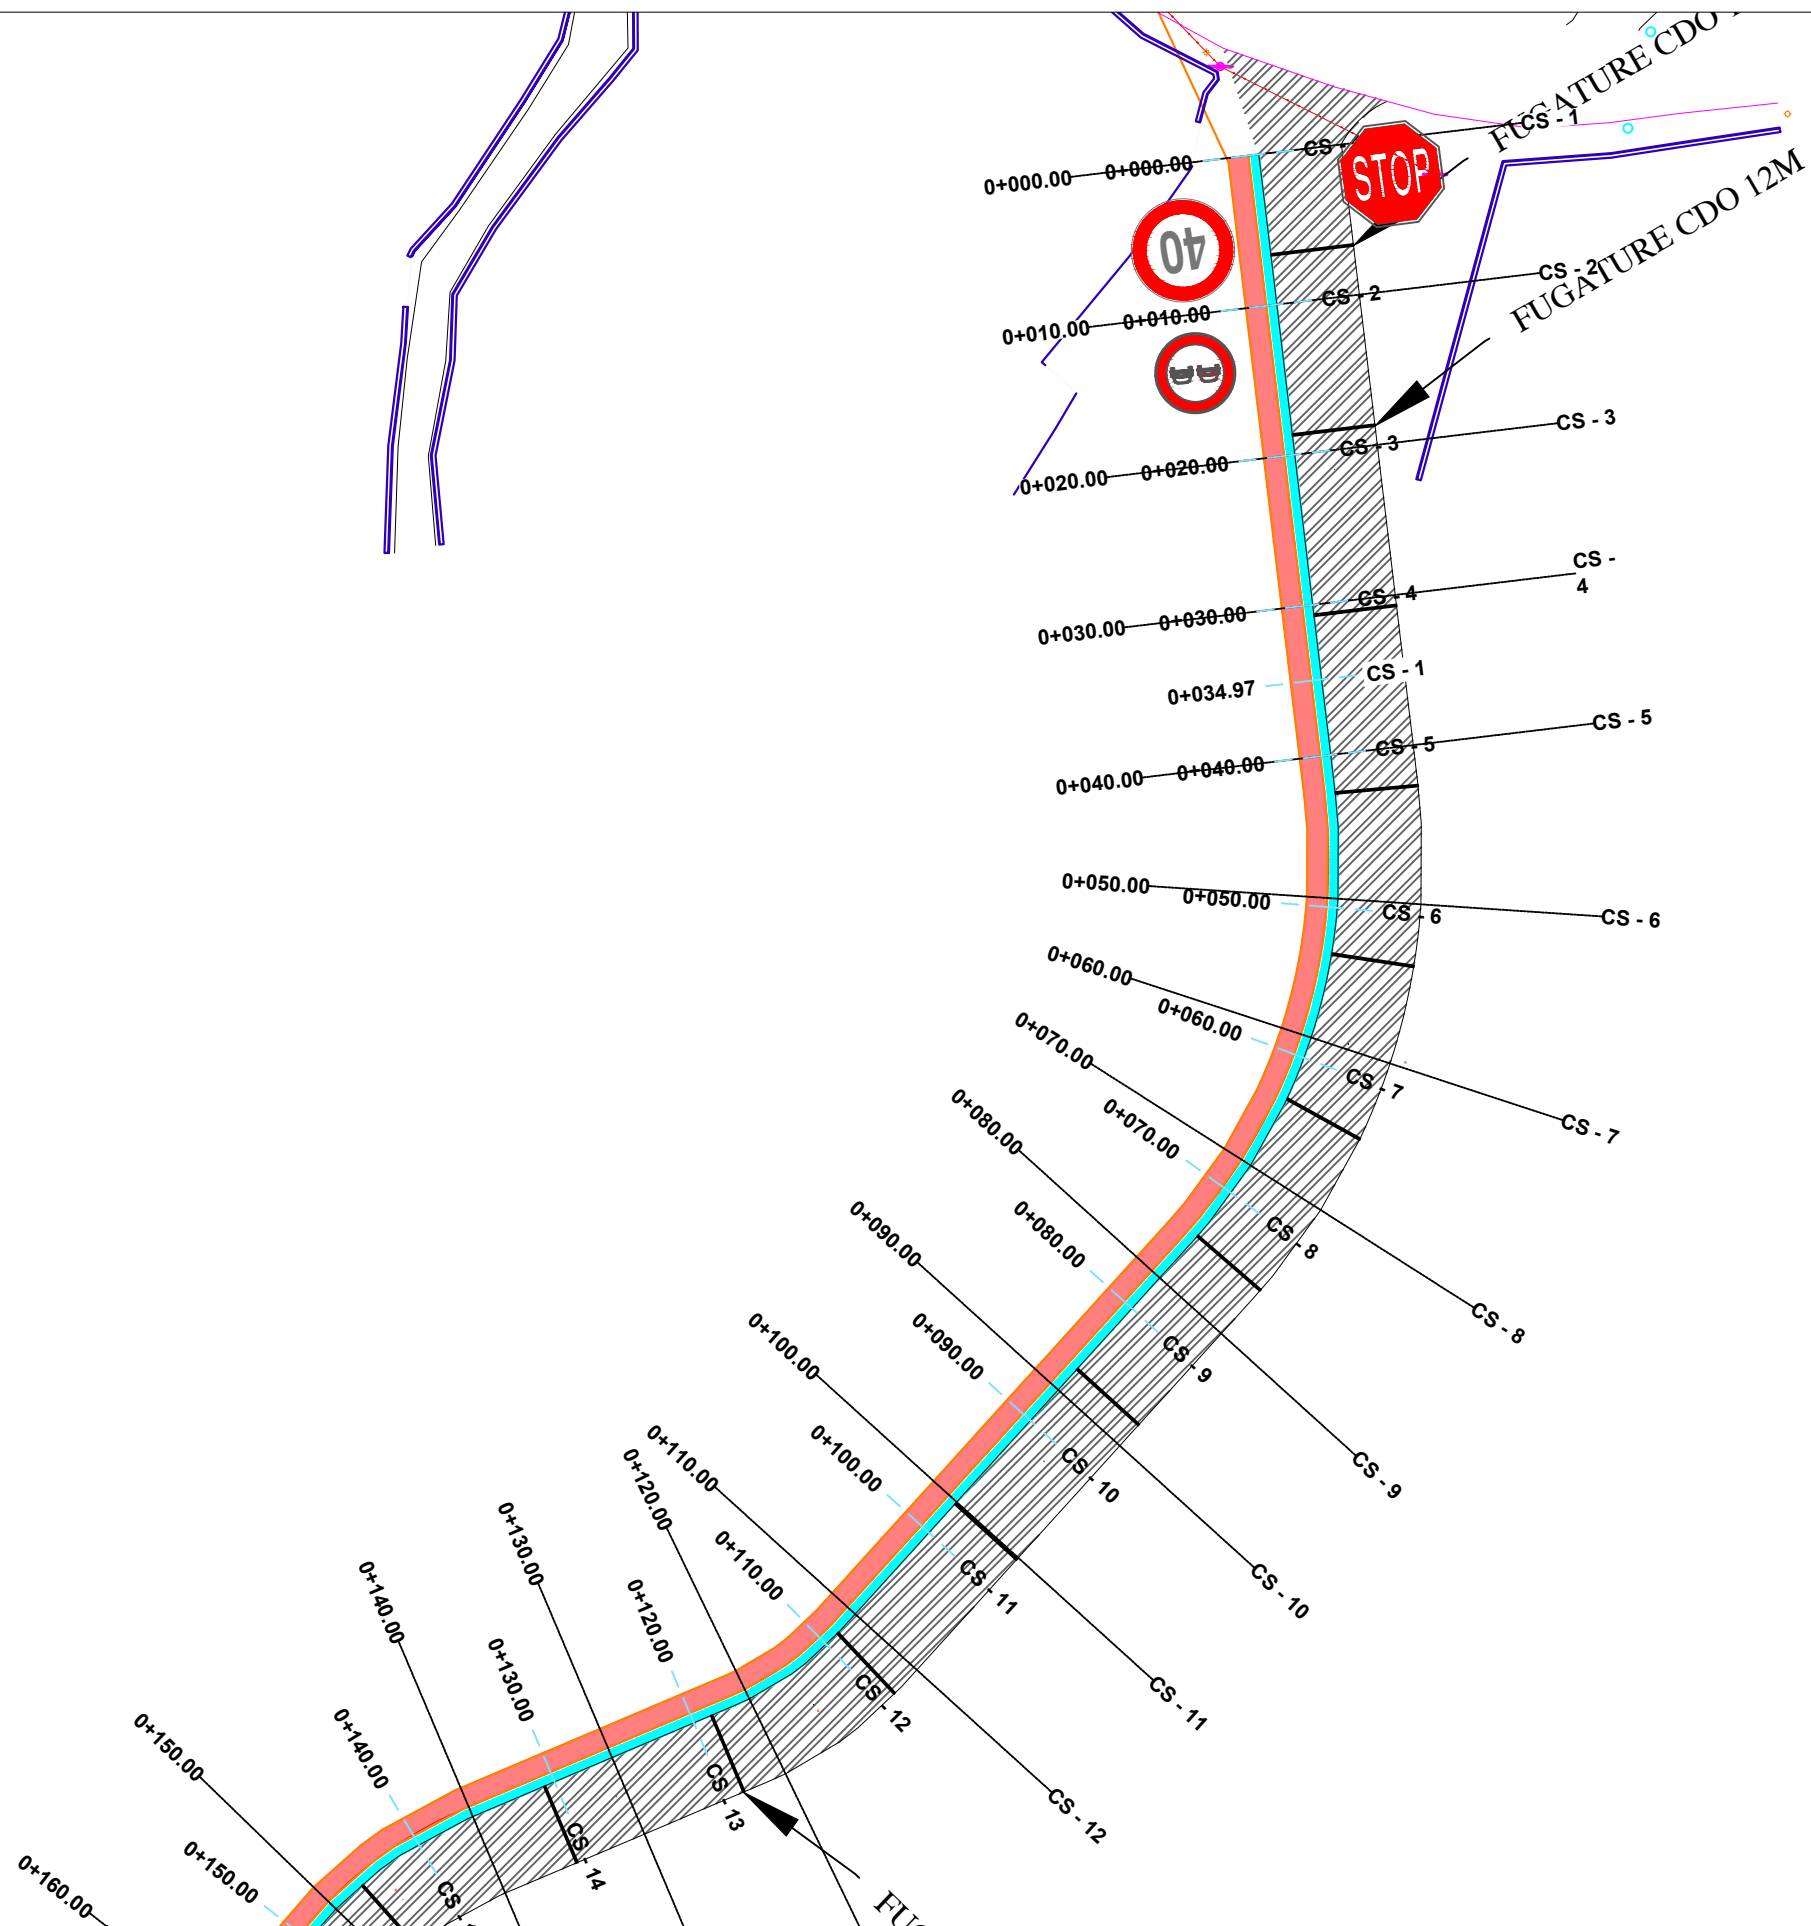 FUGATURE CDO
CS - 1
CS -
STOP
0+000.00
0+000.00
FUGATURE CDO 12M
40
CS - 2
CS - 2
0+010.00
0+010.00
CS - 3
CS - 3
0+020.00
0+020.00
CS -
4
CS - 4
0+030.00
0+030.00
CS - 1
0+034.97
CS - 5
CS - 5
0+040.00
0+040.00
0+050.00
0+050.00
CS - 6
CS - 6
0+060.00
0+060.00
CS - 7
CS - 7
0+070.00
0+070.00
CS - 8
CS - 8
0+080.00
0+080.00
CS - 9
CS - 9
0+090.00
0+090.00
CS - 10
CS - 10
0+100.00
0+100.00
CS - 11
CS - 11
0+110.00
0+110.00
CS - 12
CS - 12
0+120.00
0+120.00
CS - 13
0+130.00
0+130.00
CS - 14
0+140.00
0+140.00
CS -
0+150.00
0+150.00
0+160.00